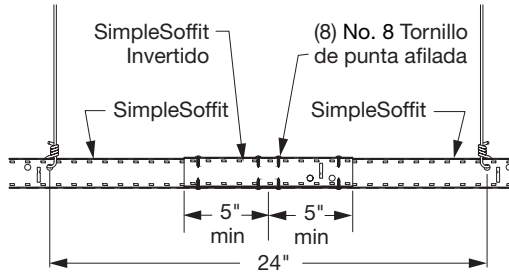 SimpleSoffit
Invertido
(8) No. 8 Tornillo
de punta afilada
SimpleSoffit
SimpleSoffit
5"
min
5"
min
24"